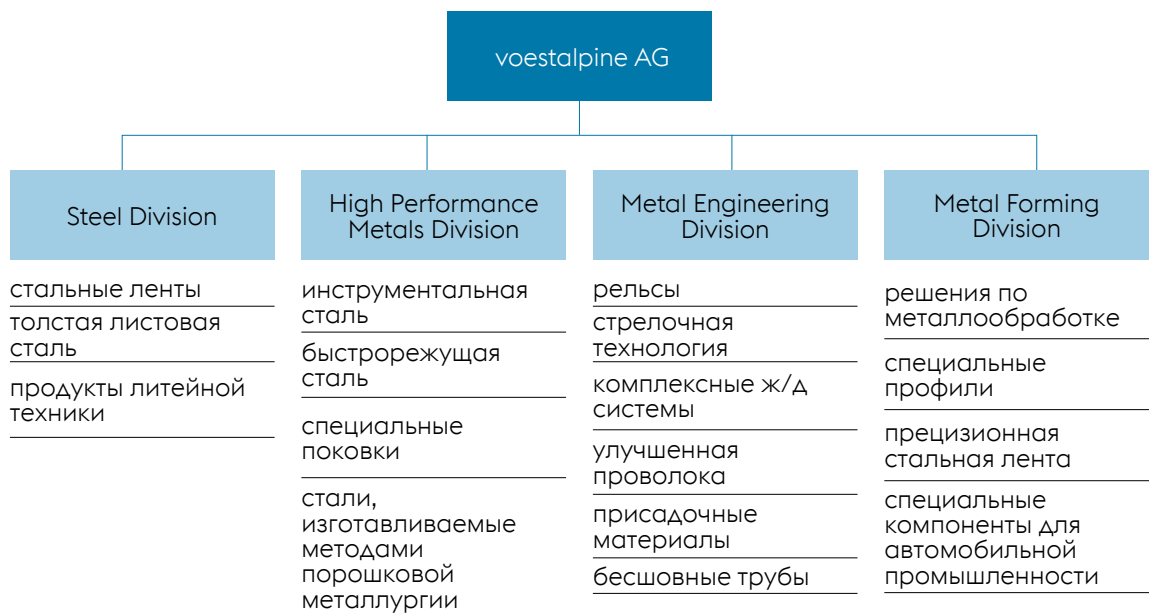 voestalpine AG
Steel Division
стальные ленты
толстая листовая
сталь
продукты литейной
техники
High Performance
Metals Division
инструментальная
сталь
быстрорежущая
сталь
специальные
поковки
стали,
изготавливаемые
методами
порошковой
металлургии
Metal Engineering
Division
рельсы
стрелочная
технология
комплексные ж/д
системы
улучшенная
проволока
присадочные
материалы
бесшовные трубы
Metal Forming
Division
решения по
металлообработке
специальные
профили
прецизионная
стальная лента
специальные
компоненты для
автомобильной
промышленности